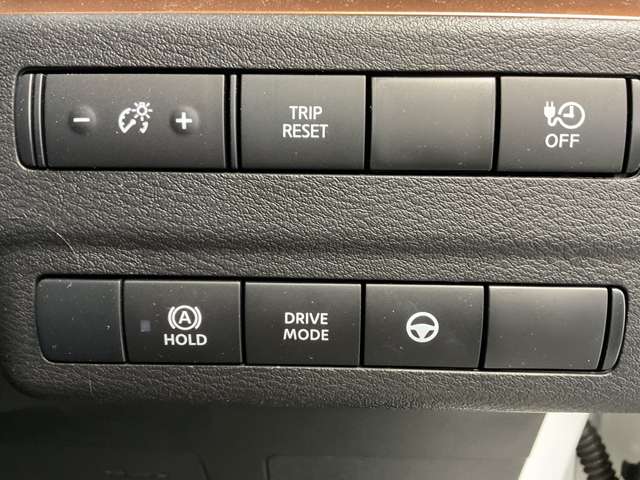 - +
TRIP
RESET
OFF
(A)
HOLD
DRIVE
MODE